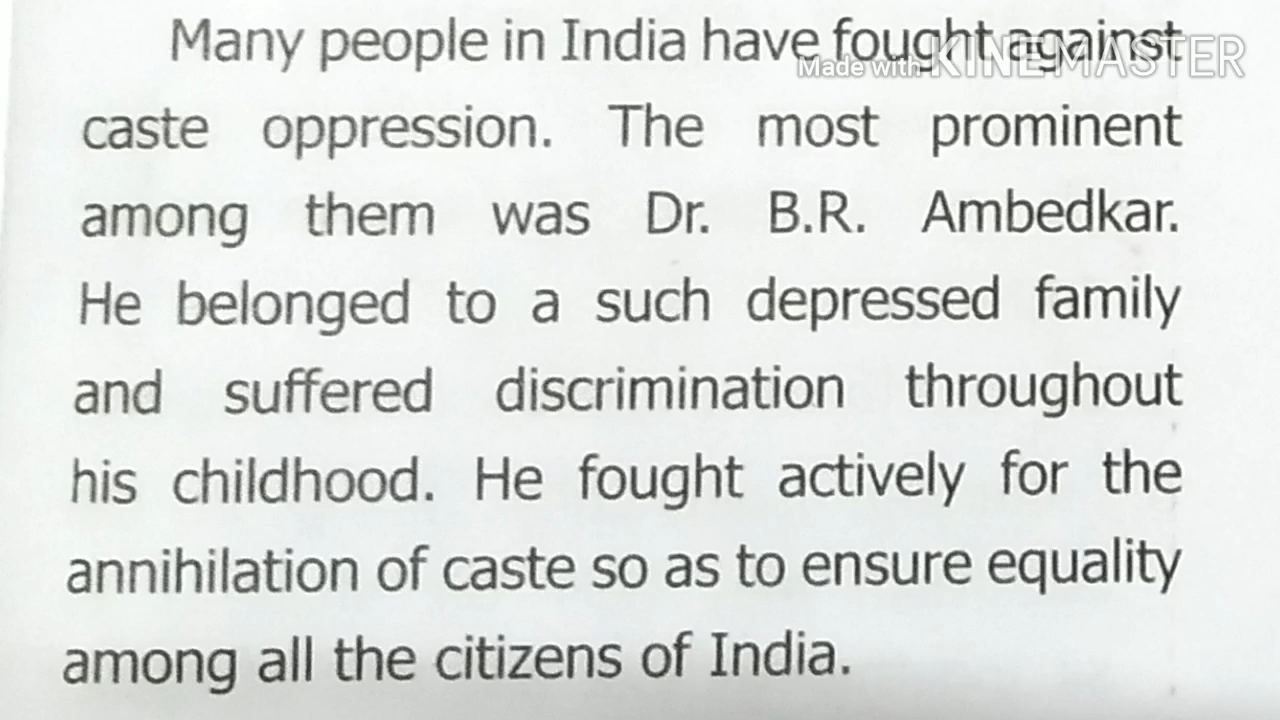 Many people in India have fought against
Made with KINEMASTER
caste oppression. The most prominent
among them was Dr. B.R. Ambedkar.
He belonged to a such depressed family
and suffered discrimination throughout
his childhood. He fought actively for the
annihilation of caste so as to ensure equality
among all the citizens of India.